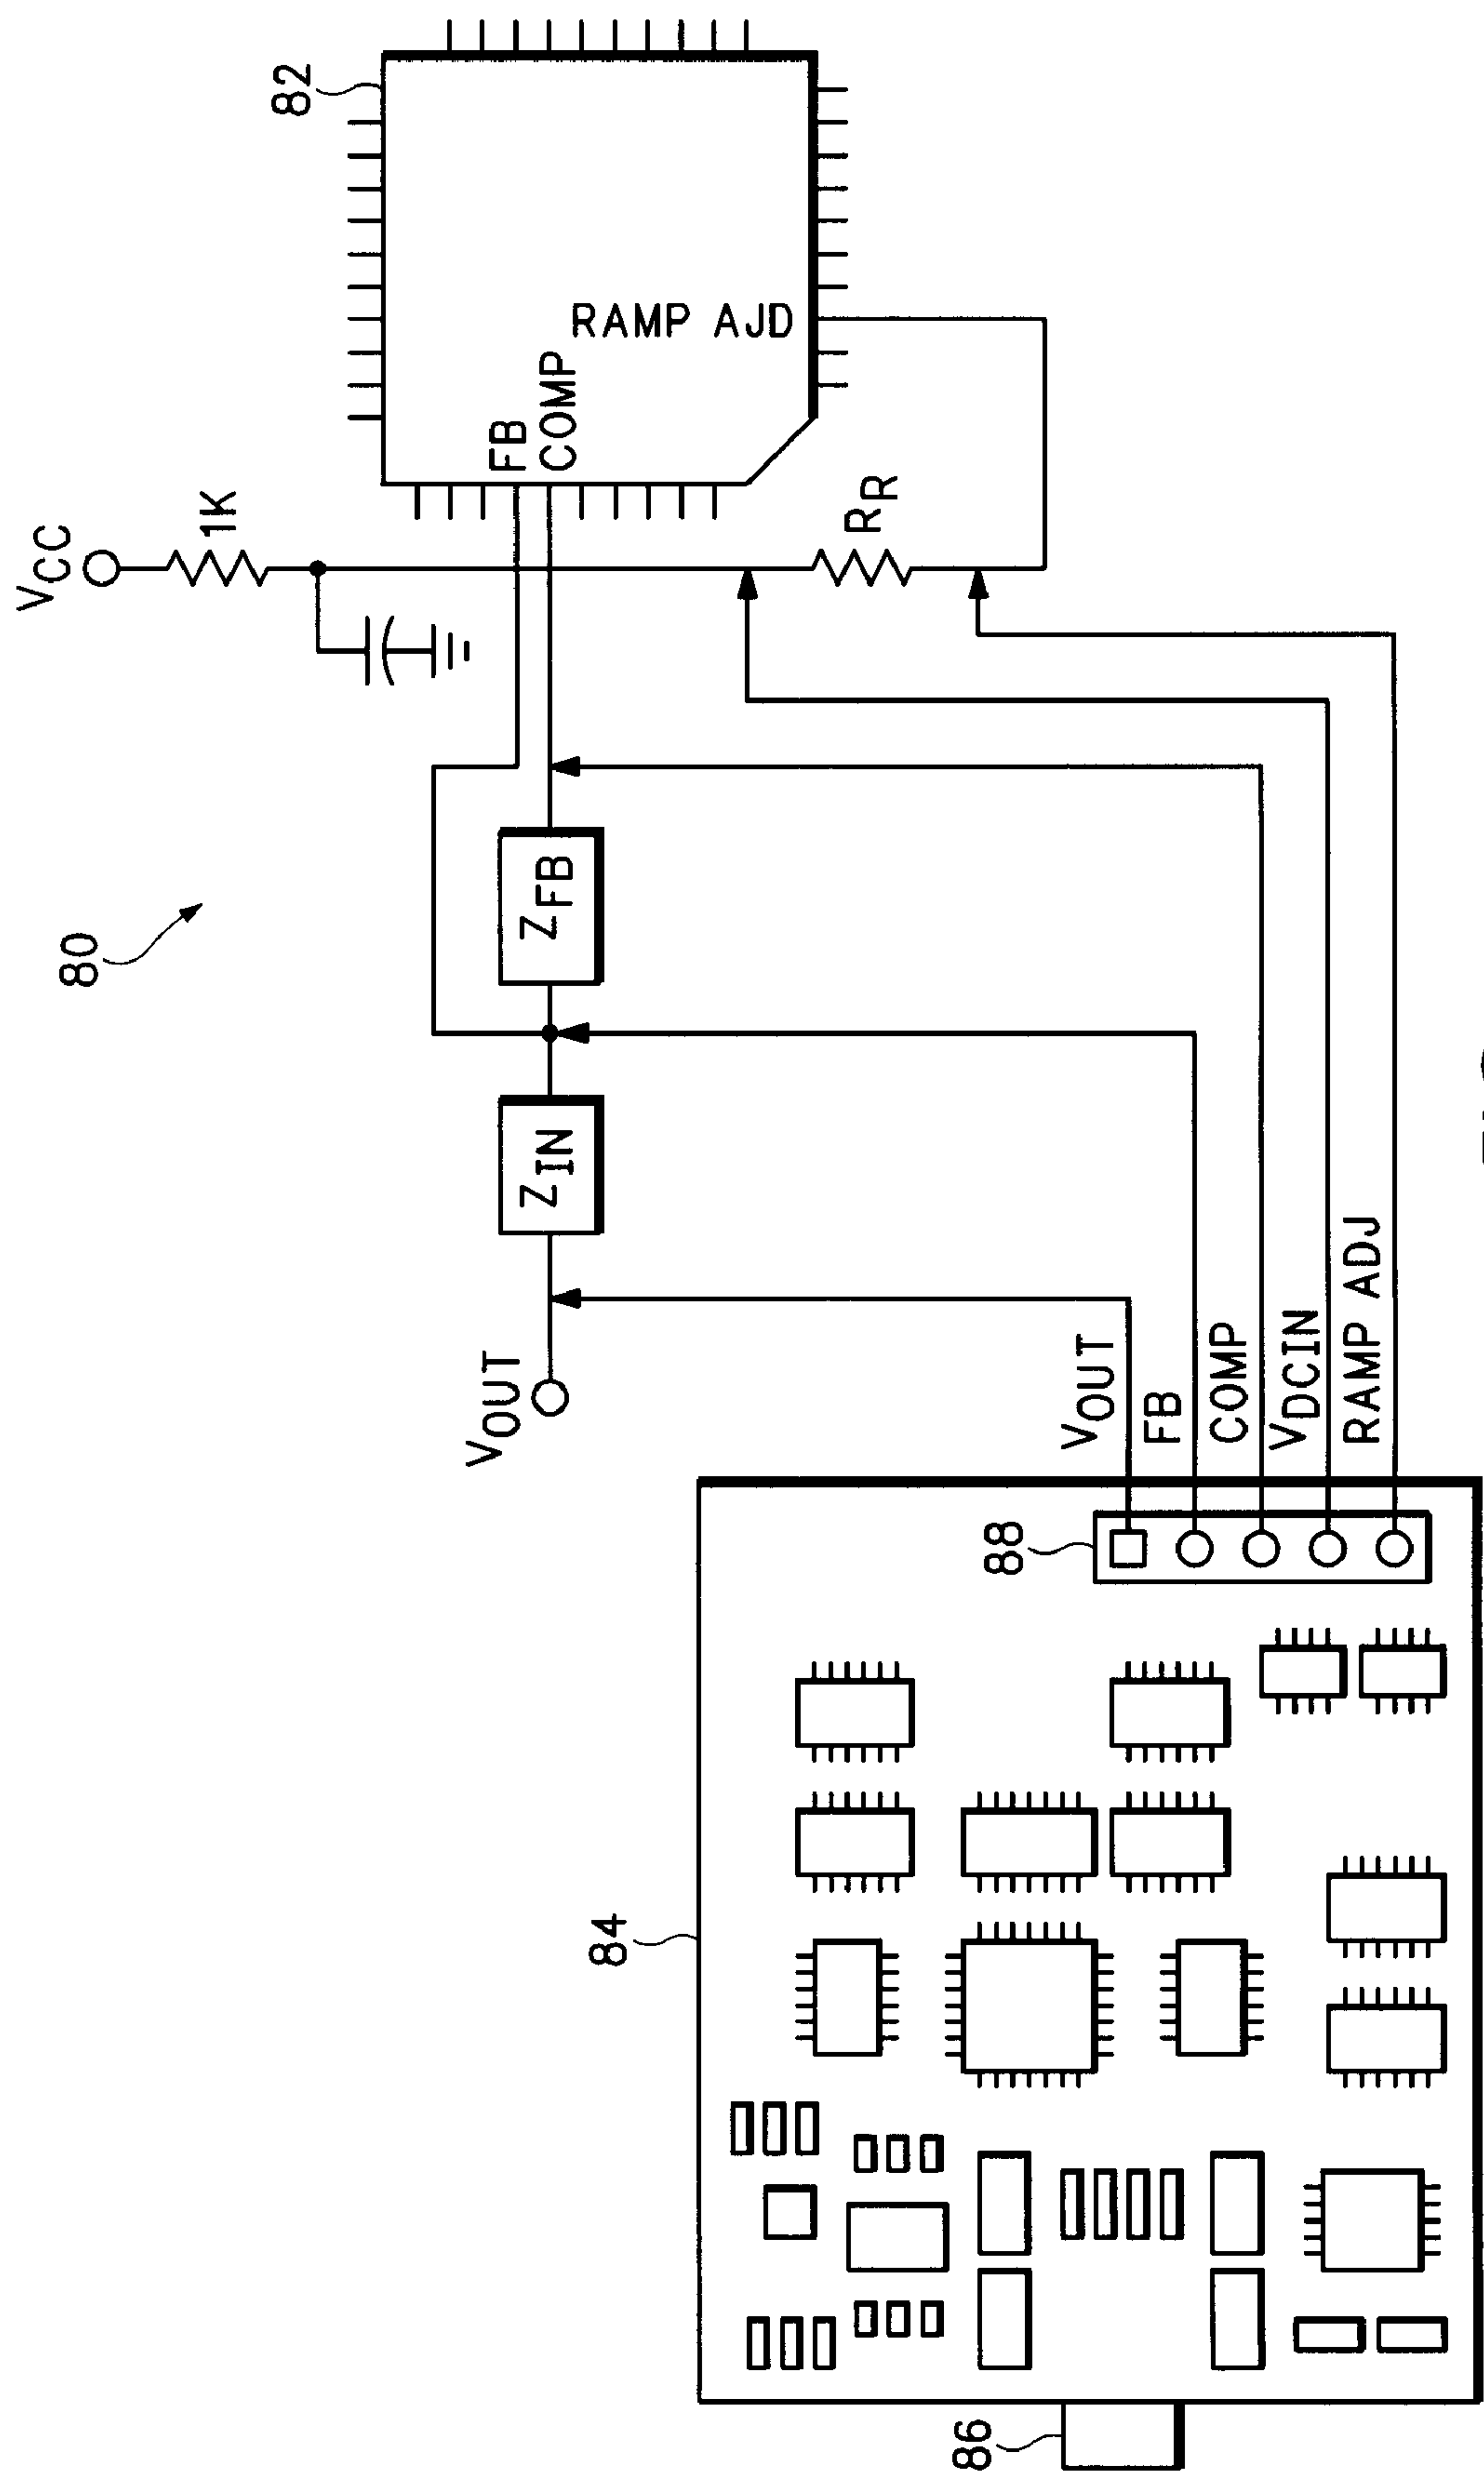 80
82
VCC
1K
FB
COMP
RAMP AJD
RR
ZFB
ZIN
VOUT
VOUT
FB
COMP
VDCIN
RAMP ADJ
84
88
86